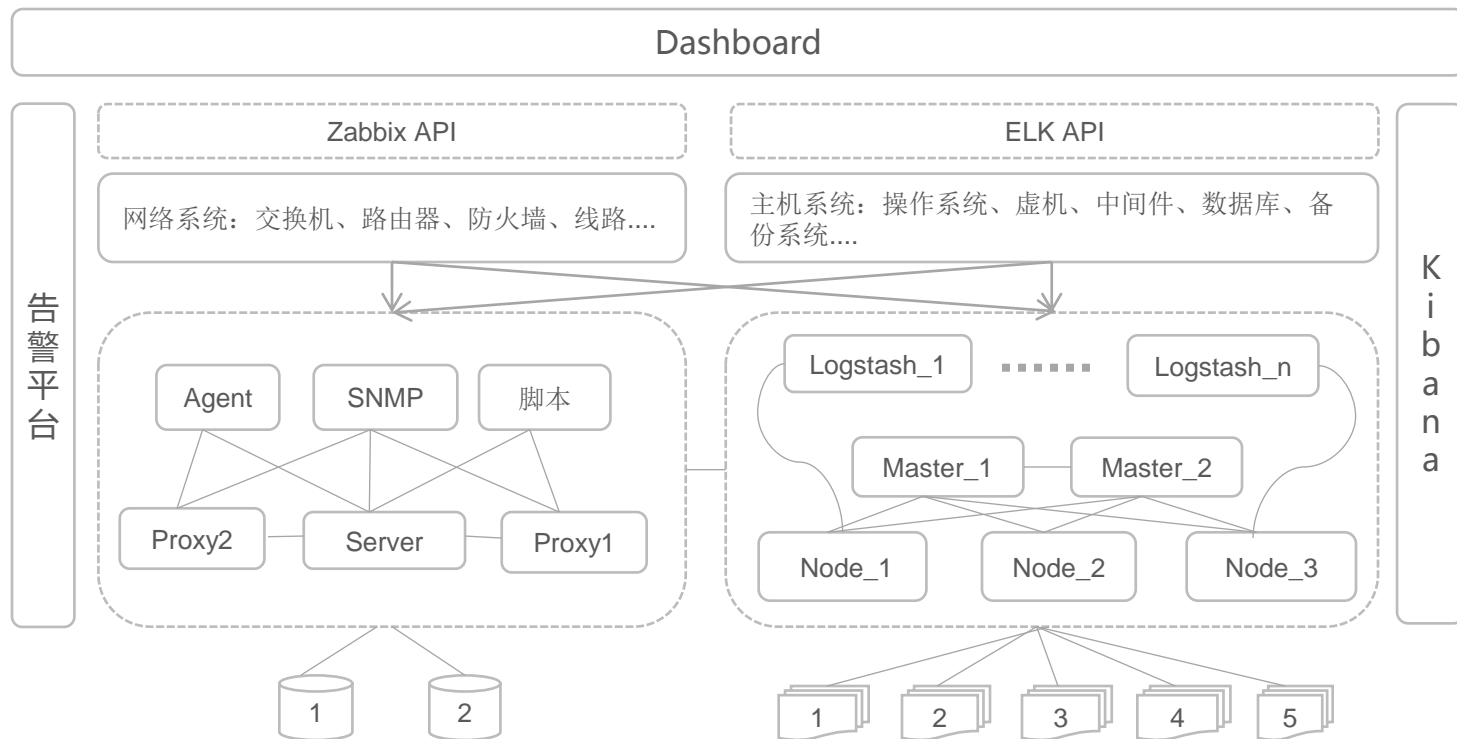 Dashboard
告警平台
Zabbix API
ELK API
网络系统：交换机、路由器、防火墙、线路....
主机系统：操作系统、虚机、中间件、数据库、备
份系统....
Kibana
Agent
SNMP
脚本
Proxy2
Server
Proxy1
Logstash_1
Logstash_n
Master_1
Master_2
Node_1
Node_2
Node_3
1
2
1
2
3
4
5